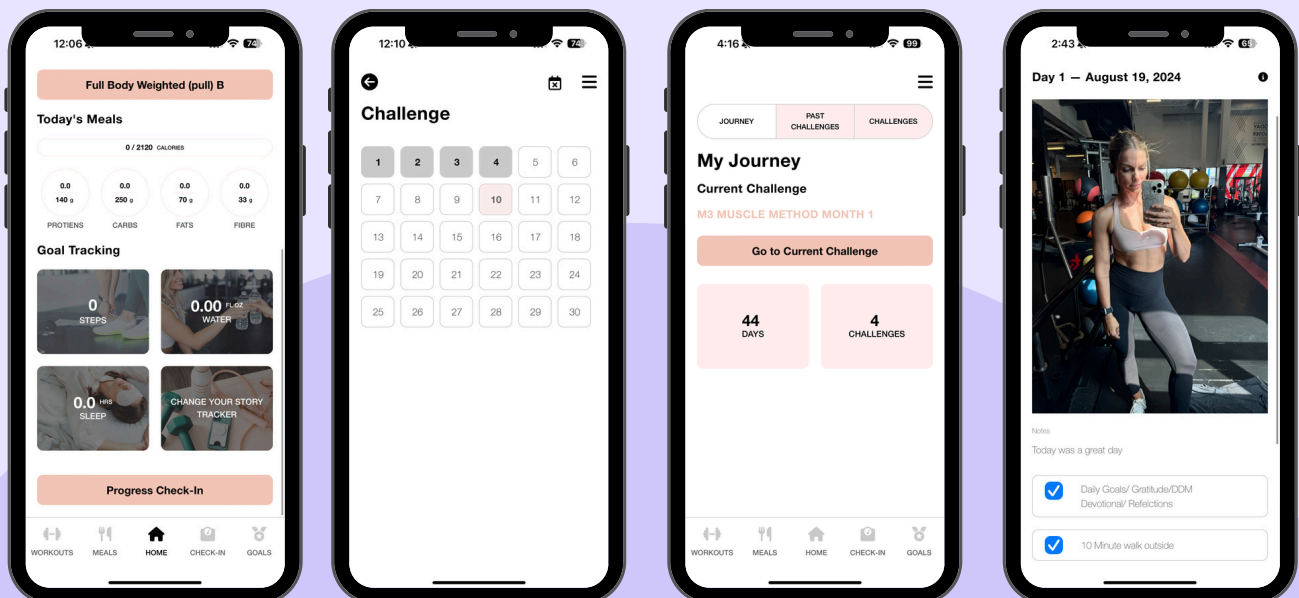 12:06
74
Full Body Weighted (pull) B
Today's Meals
0 / 2120 CALORIES
0.0
140 g
PROTIENS
0.0
250 g
CARBS
0.0
70 g
FATS
0.0
33 g
FIBRE
Goal Tracking
0
STEPS
0.00 FL OZ
WATER
0.0 HRS
SLEEP
CHANGE YOUR STORY
TRACKER
Progress Check-In
WORKOUTS
MEALS
HOME
CHECK-IN
GOALS
12:10
74
Challenge
1 2 3 4 5 6
7 8 9 10 11 12
13 14 15 16 17 18
19 20 21 22 23 24
25 26 27 28 29 30
4:16
99
JOURNEY
PAST
CHALLENGES
CHALLENGES
My Journey
Current Challenge
M3 MUSCLE METHOD MONTH 1
Go to Current Challenge
44
DAYS
4
CHALLENGES
WORKOUTS
MEALS
HOME
CHECK-IN
GOALS
2:43
65
Day 1 — August 19, 2024
Notes
Today was a great day
Daily Goals/ Gratitude/DDM
Devotional/ Refelctions
10 Minute walk outside